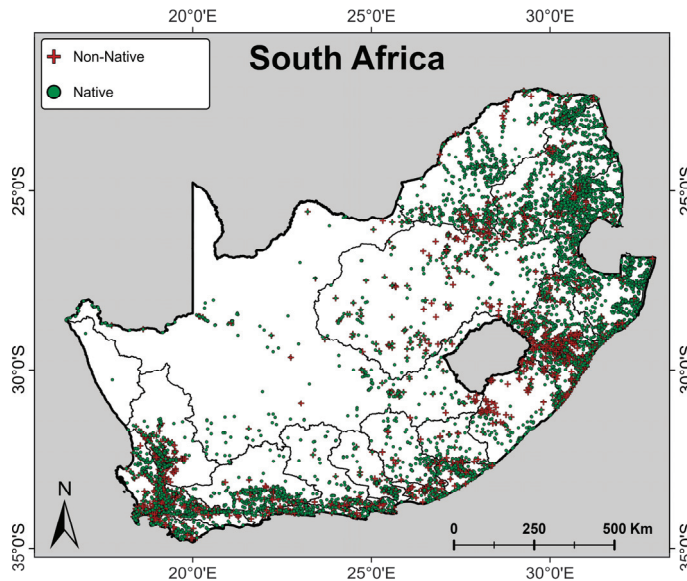 20°0'E 25°0'E 30°0'E
South Africa
Non-Native
Native
25°0'S 25°0'S
30°0'S 30°0'S
N
0 250 500 Km
35°0'S 35°0'S
20°0'E 25°0'E 30°0'E